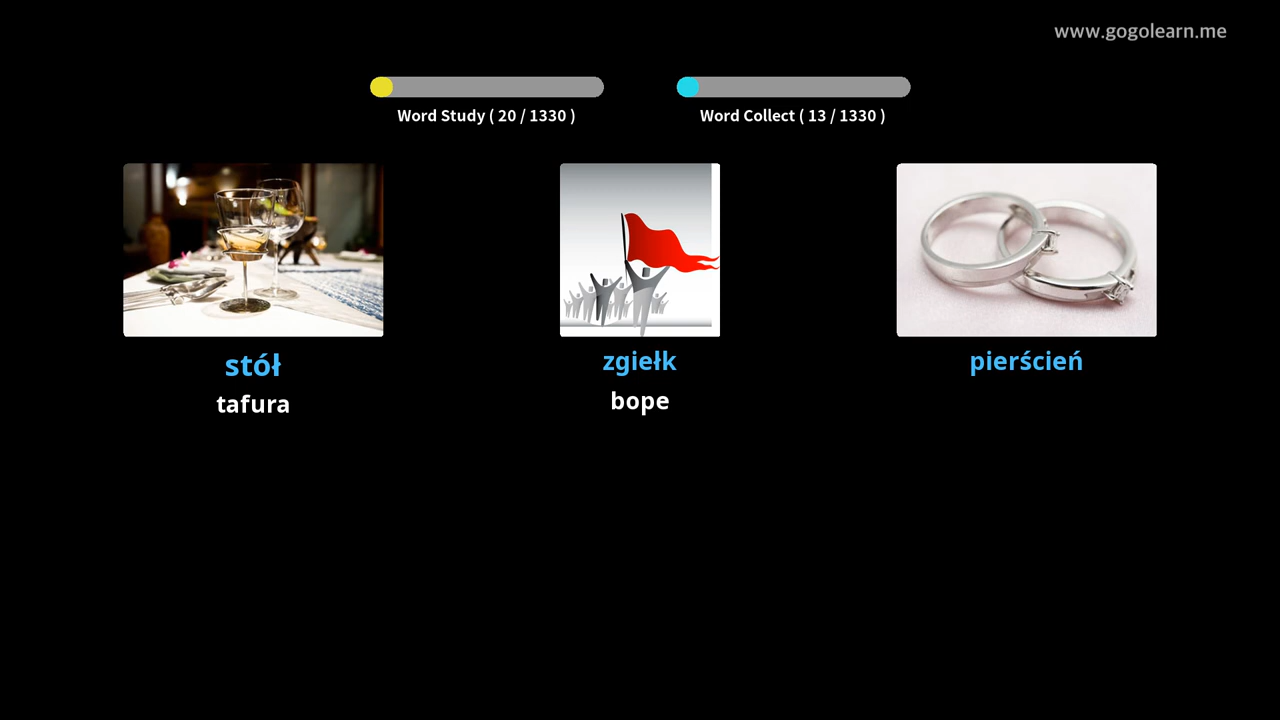 www.gogolearn.me
Word Study ( 20 / 1330 )
Word Collect ( 13 / 1330 )
stół
tafura
zgiełk
bope
pierścień